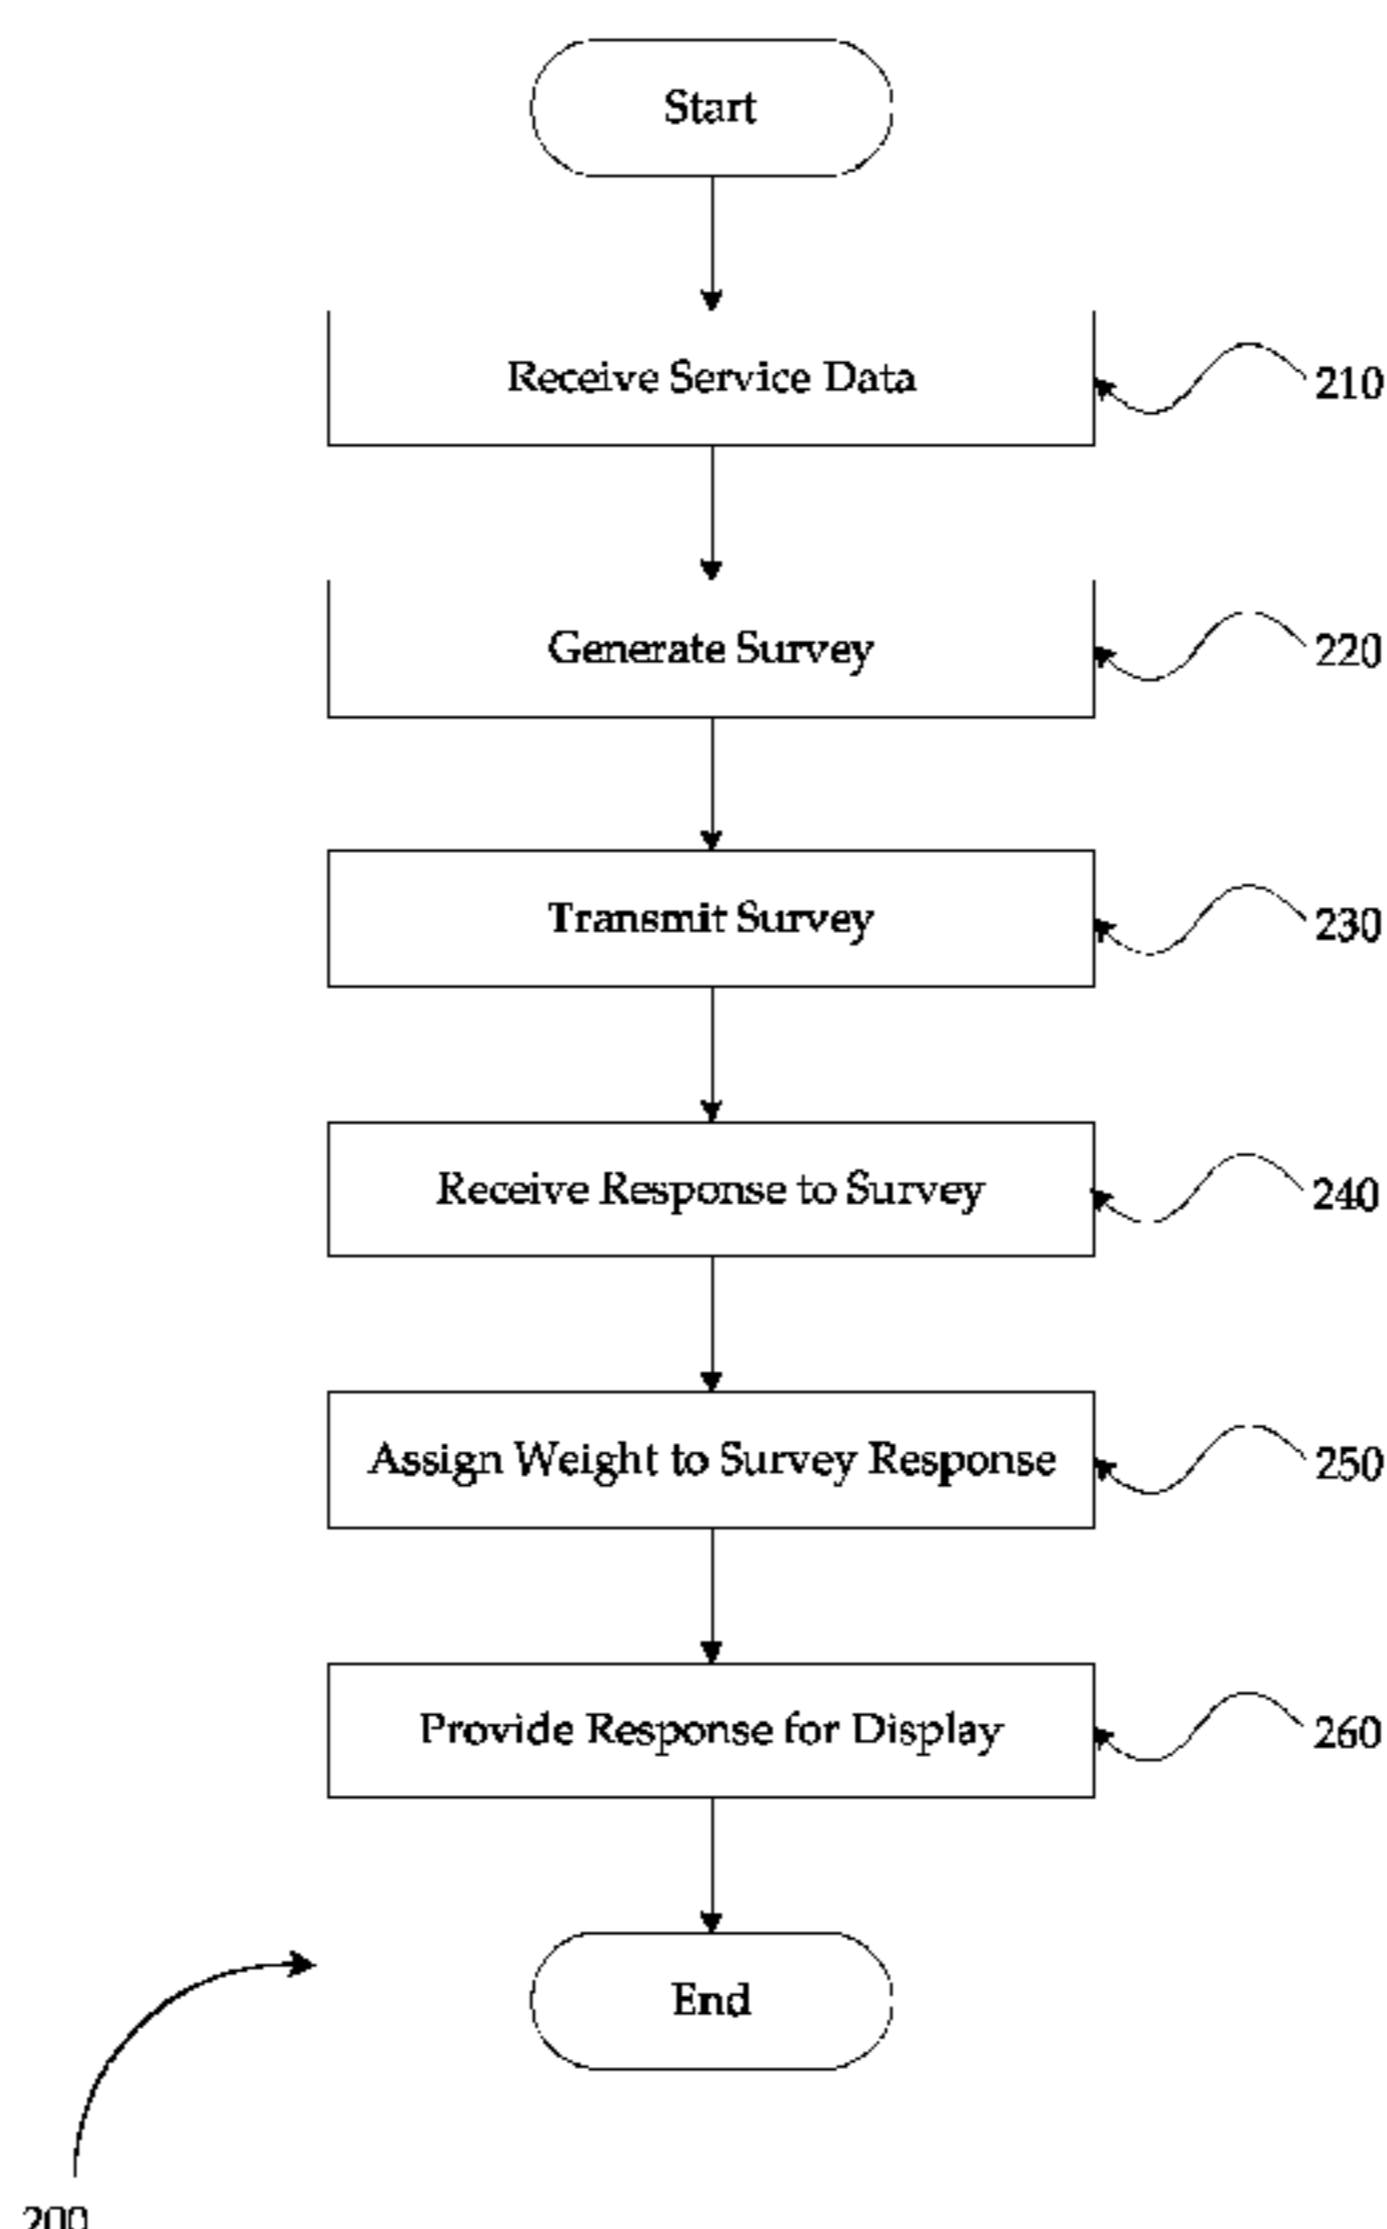 Start
Receive Service Data
210
Generate Survey
220
Transmit Survey
230
Receive Response to Survey
240
Assign Weight to Survey Response
250
Provide Response for Display
260
End
200